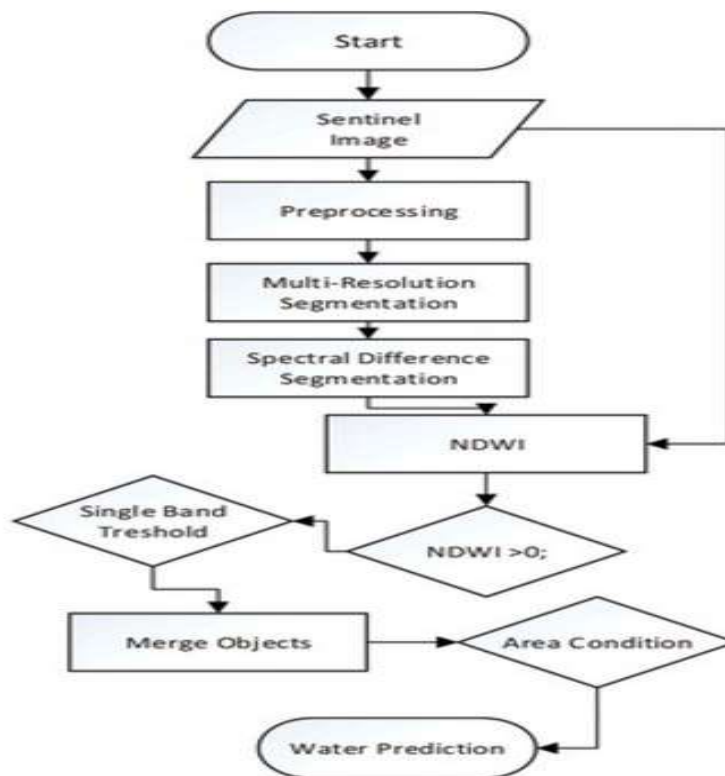 Start
Sentinel
Image
Preprocessing
Multi-Resolution
Segmentation
Spectral Difference
Segmentation
NDWI
NDWI >0;
Single Band
Treshold
Merge Objects
Area Condition
Water Prediction